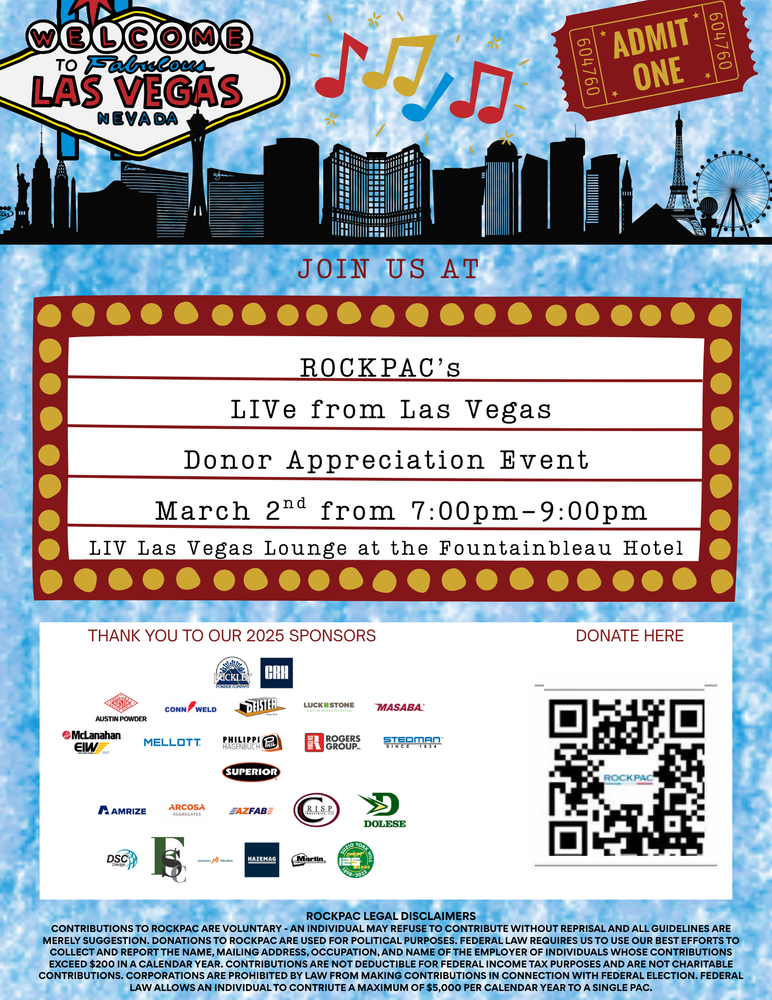 WELCOME
TO Fabulous
LAS VEGAS
NEVADA
ADMIT
ONE
604760
604760
Encore
Wynn
GAS
JOIN US AT
ROCKPAC's
LIVe from Las Vegas
Donor Appreciation Event
March 2nd from 7:00pm-9:00pm
LIV Las Vegas Lounge at the Fountainbleau Hotel
THANK YOU TO OUR 2025 SPONSORS
DONATE HERE
BUCKLEY
POWDER COMPANY
CRH
AUSTIN POWDER
CONN WELD
DEISTER
Since 1912
LUCK STONE
IGNITING HUMAN POTENTIAL
MASABA
McLanahan
EIW
MELLOTT
PHILIPPI
HAGENBUCH
PHIL
ROGERS
ROGERS
GROUP INC.
STEDMAN
SINCE 1834
SUPERIOR
ROCKPAC
AMRIZE
ARCOSA
AGGREGATES
AZFAB
CRISP
INDUSTRIES, LLC
DOLESE
DSC
Dredge
FSC
GeoSonics VibraTech
HAZEMAG
Martin
STONE QUARRIES INC
SUZIO YORK HILL
125
YEARS
1898-2023
ROCKPAC LEGAL DISCLAIMERS
CONTRIBUTIONS TO ROCKPAC ARE VOLUNTARY - AN INDIVIDUAL MAY REFUSE TO CONTRIBUTE WITHOUT REPRISAL AND ALL GUIDELINES ARE
MERELY SUGGESTION. DONATIONS TO ROCKPAC ARE USED FOR POLITICAL PURPOSES. FEDERAL LAW REQUIRES US TO USE OUR BEST EFFORTS TO
COLLECT AND REPORT THE NAME, MAILING ADDRESS, OCCUPATION, AND NAME OF THE EMPLOYER OF INDIVIDUALS WHOSE CONTRIBUTIONS
EXCEED $200 IN A CALENDAR YEAR. CONTRIBUTIONS ARE NOT DEDUCTIBLE FOR FEDERAL INCOME TAX PURPOSES AND ARE NOT CHARITABLE
CONTRIBUTIONS. CORPORATIONS ARE PROHIBITED BY LAW FROM MAKING CONTRIBUTIONS IN CONNECTION WITH FEDERAL ELECTION. FEDERAL
LAW ALLOWS AN INDIVIDUAL TO CONTRIUTE A MAXIMUM OF $5,000 PER CALENDAR YEAR TO A SINGLE PAC.